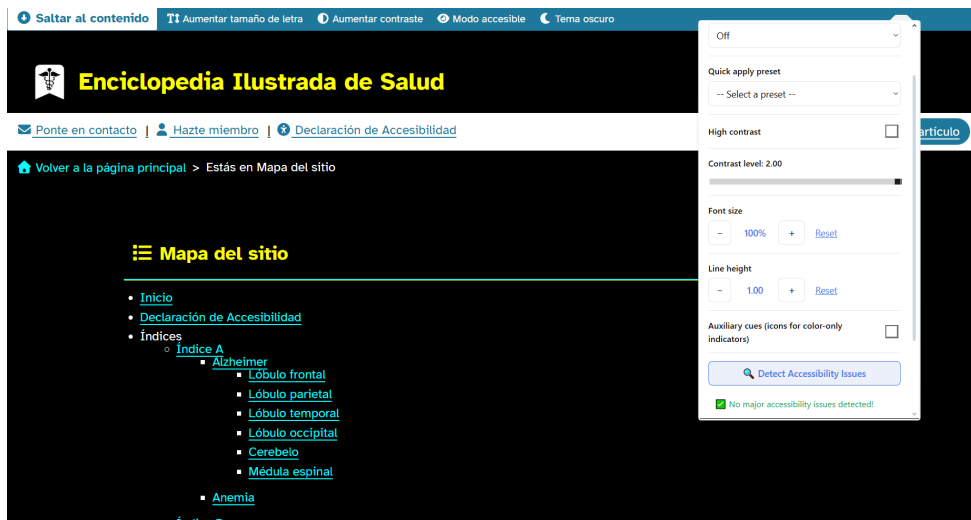 Saltar al contenido Aumentar tamaño de letra Aumentar contraste Modo accesible Tema oscuro
Enciclopedia Ilustrada de Salud
Ponte en contacto | Hazte miembro | Declaración de Accesibilidad
artículo
Volver a la página principal > Estás en Mapa del sitio
Mapa del sitio
Inicio
Declaración de Accesibilidad
Índices
Índice A
Alzheimer
Lóbulo frontal
Lóbulo parietal
Lóbulo temporal
Lóbulo occipital
Cerebelo
Médula espinal
Anemia
Off
Quick apply preset
-- Select a preset --
High contrast
Contrast level: 2.00
Font size
− 100% + Reset
Line height
− 1.00 + Reset
Auxiliary cues (icons for color-only
indicators)
Detect Accessibility Issues
No major accessibility issues detected!